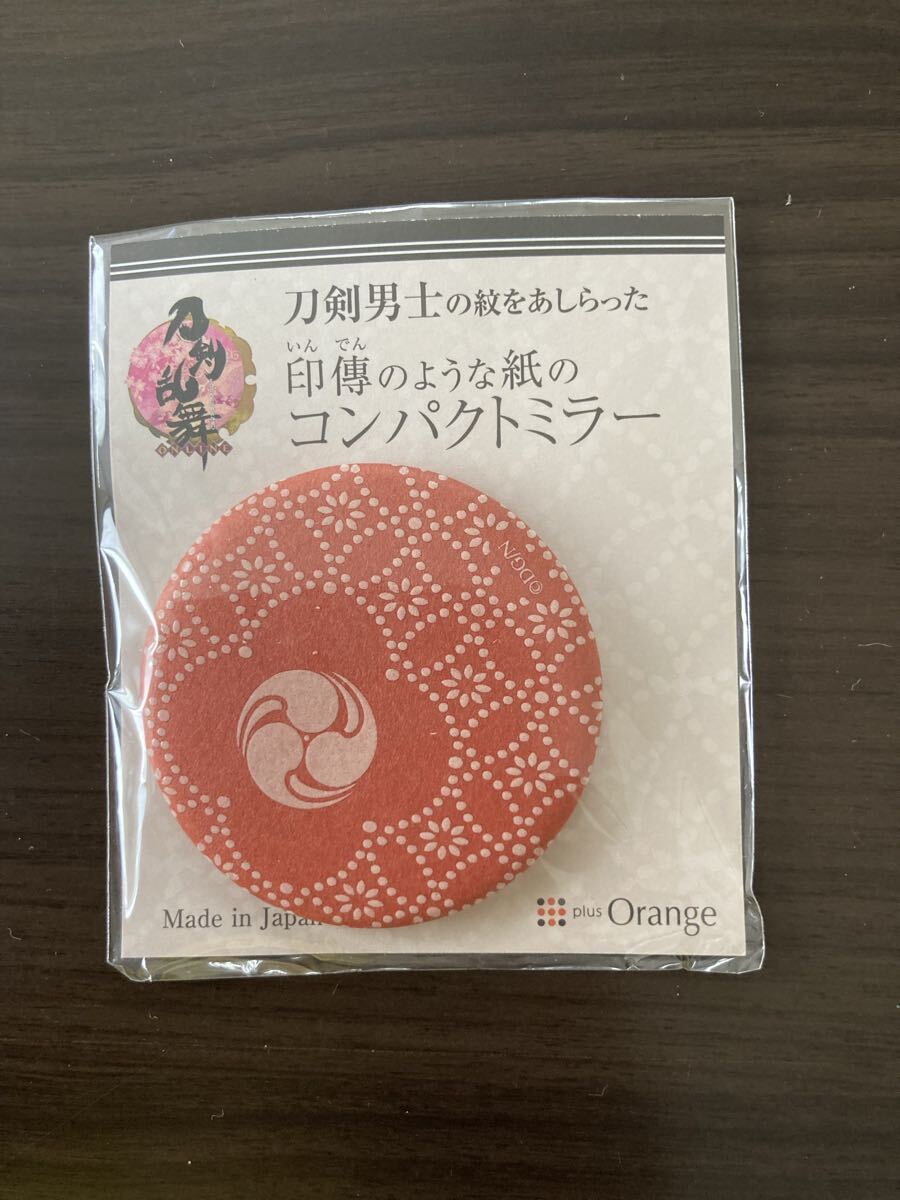 刀剣乱舞
ONLINE
刀剣男士の紋をあしらった
いん でん
印傳のような紙の
コンパクトミラー
©DG/N
Made in Japan
plus Orange